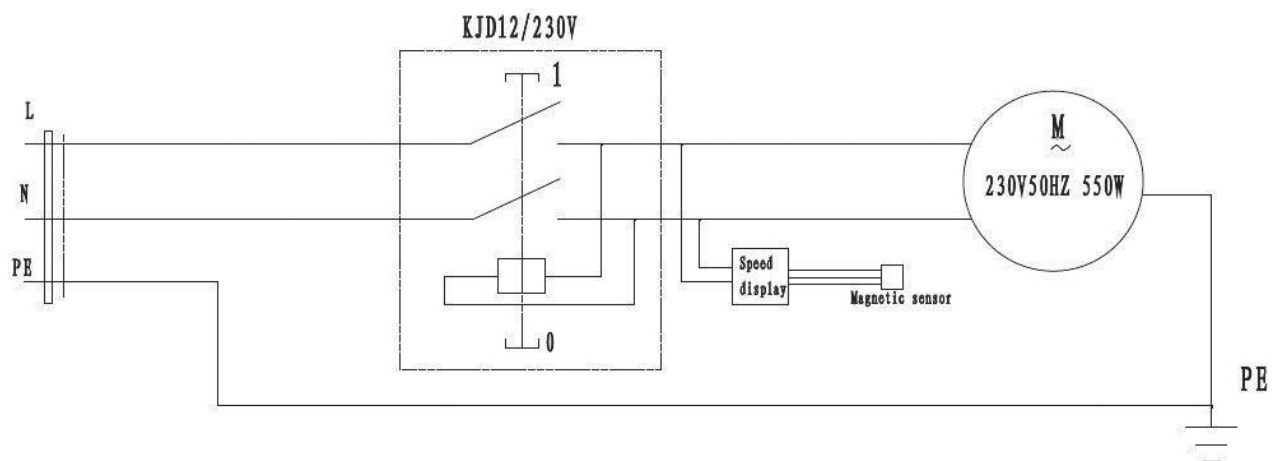 KJD12/230V
1
L
M
~
N
230V50HZ 550W
PE
Speed
display
Magnetic sensor
0
PE